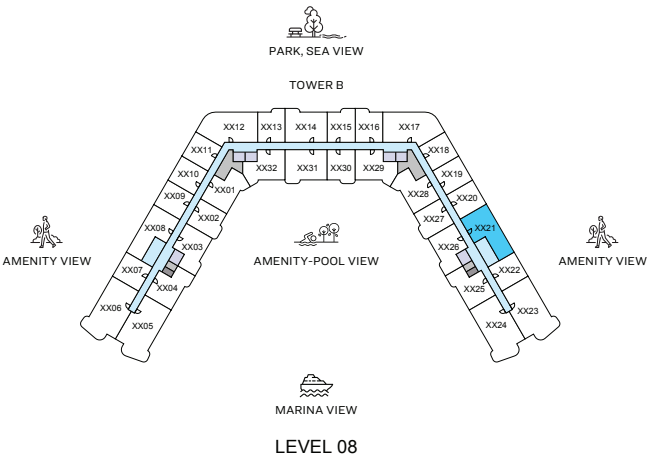 PARK, SEA VIEW
TOWER B
XX12
XX13
XX14
XX15
XX16
XX17
XX11
XX32
XX31
XX30
XX29
XX18
XX10
XX01
XX28
XX19
XX09
XX02
XX27
XX20
XX08
XX03
XX26
XX21
AMENITY VIEW
AMENITY-POOL VIEW
AMENITY VIEW
XX07
XX04
XX25
XX22
XX06
XX05
XX24
XX23
MARINA VIEW
LEVEL 08